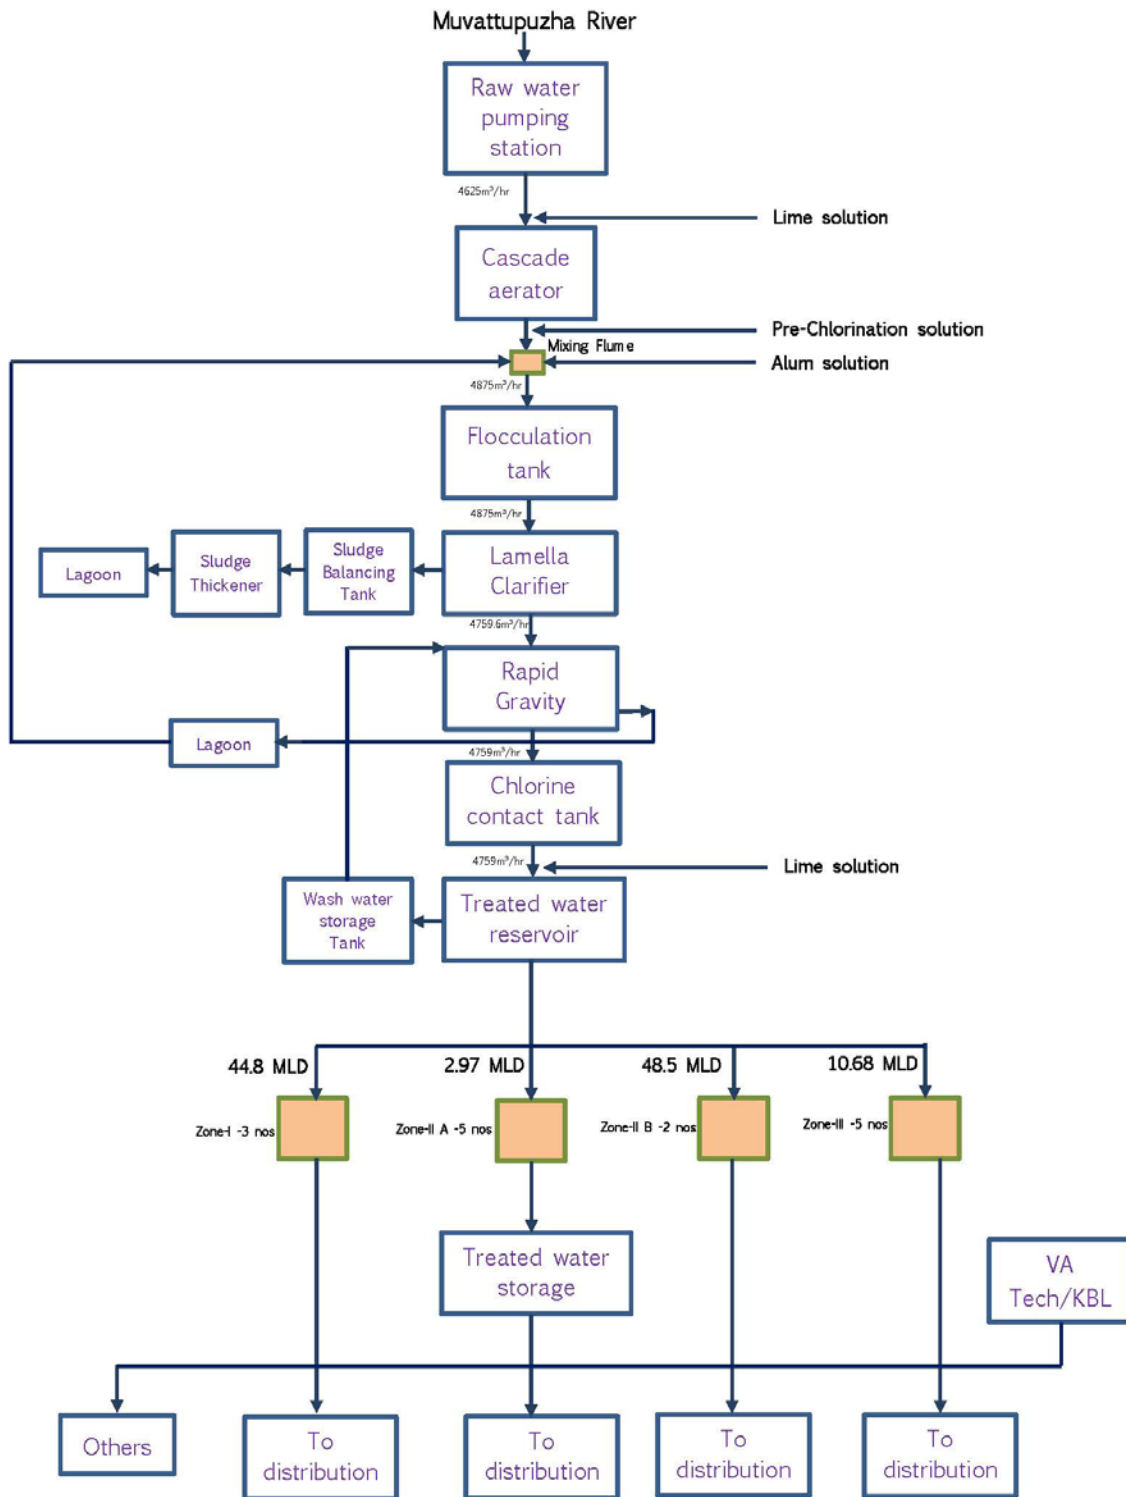 Muvattupuzha River
Raw water
pumping
station
4625m³/hr
Lime solution
Cascade
aerator
Pre-Chlorination solution
Mixing Flume
Alum solution
4875m³/hr
Flocculation
tank
4875m³/hr
Lagoon
Sludge
Thickener
Sludge
Balancing
Tank
Lamella
Clarifier
4759.6m³/hr
Rapid
Gravity
Lagoon
4759m³/hr
Chlorine
contact tank
4759m³/hr
Lime solution
Wash water
storage
Tank
Treated water
reservoir
44.8 MLD
2.97 MLD
48.5 MLD
10.68 MLD
Zone-I -3 nos
Zone-II A -5 nos
Zone-II B -2 nos
Zone-III -5 nos
Treated water
storage
VA
Tech/KBL
Others
To
distribution
To
distribution
To
distribution
To
distribution